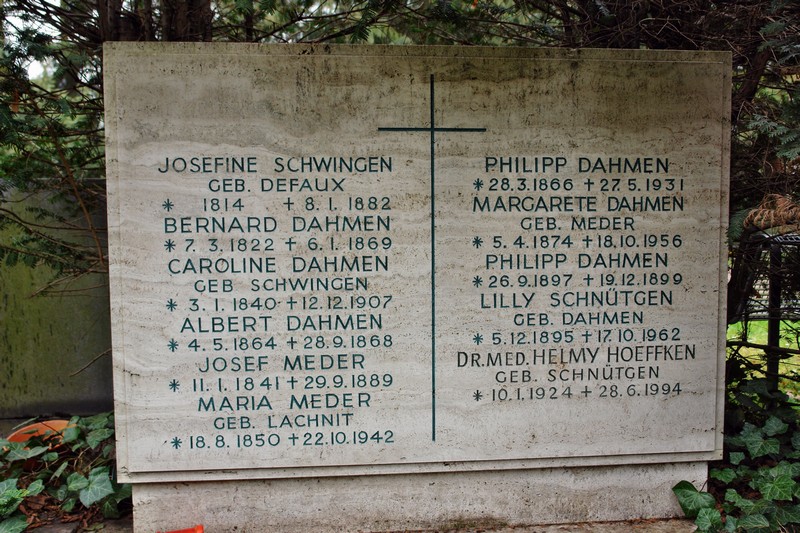 JOSEFINE SCHWINGEN
GEB. DEFAUX
* 1814 + 8. 1. 1882
BERNARD DAHMEN
* 7. 3. 1822 + 6. 1. 1869
CAROLINE DAHMEN
GEB SCHWINGEN
* 3. 1. 1840 + 12.12.1907
ALBERT DAHMEN
* 4. 5. 1864 + 28.9.1868
JOSEF MEDER
* 11. 1. 1841 + 29.9.1889
MARIA MEDER
GEB. LACHNIT
* 18. 8. 1850 + 22.10.1942
PHILIPP DAHMEN
* 28.3.1866 + 27.5.1931
MARGARETE DAHMEN
GEB. MEDER
* 5. 4. 1874 + 18.10.1956
PHILIPP DAHMEN
* 26.9.1897 + 19.12.1899
LILLY SCHNÜTGEN
GEB. DAHMEN
* 5.12.1895 + 17.10.1962
DR. MED. HELMY HOEFFKEN
GEB. SCHNÜTGEN
* 10.1.1924 + 28.6.1994